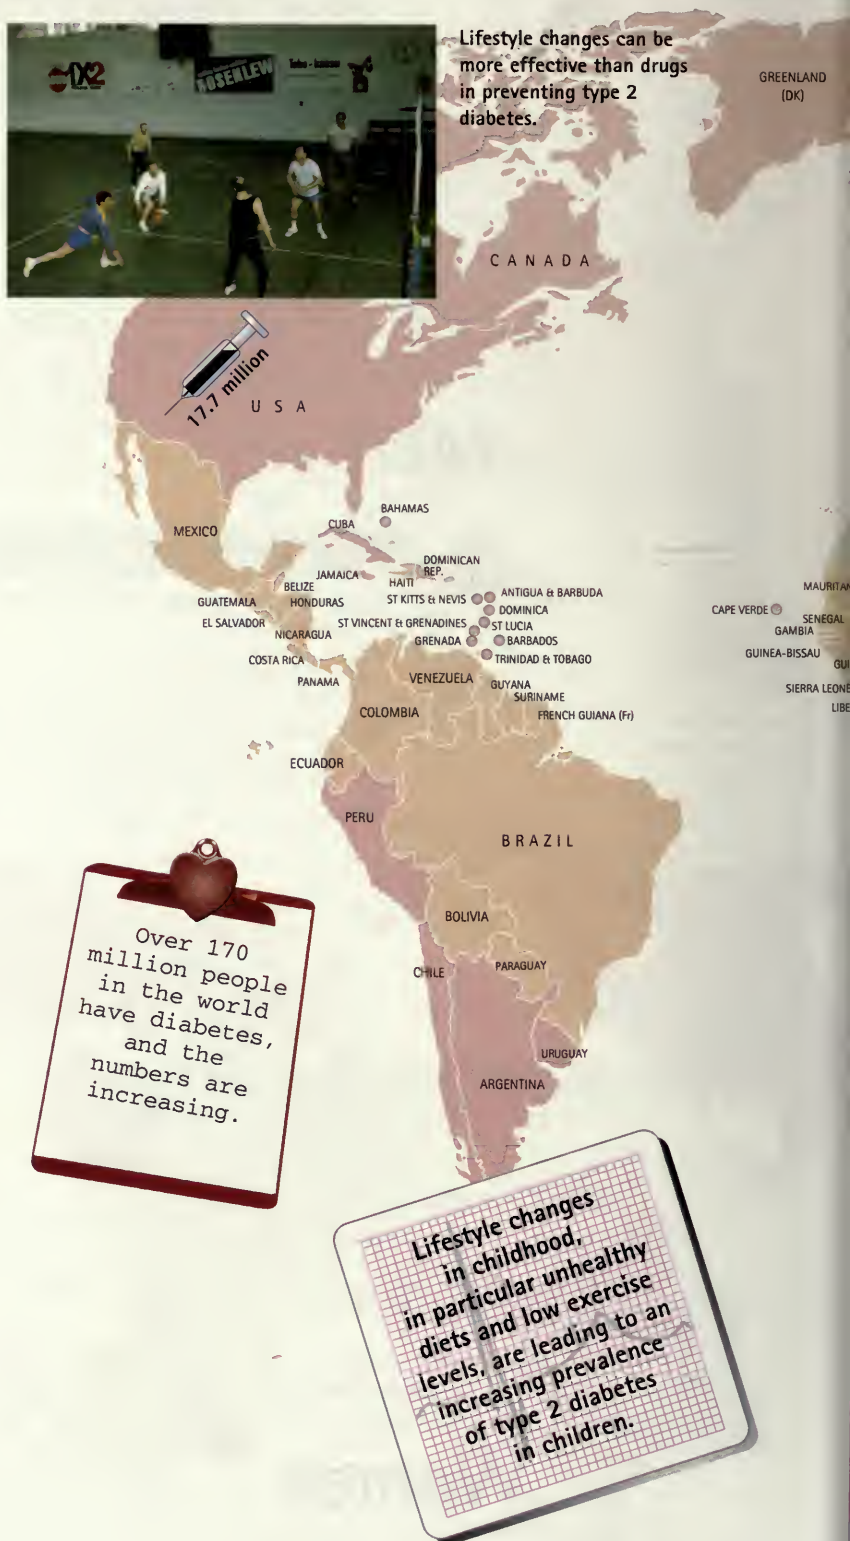 iX2
ROSENLEW
Lifestyle changes can be
more effective than drugs
in preventing type 2
diabetes.
GREENLAND
(DK)
CANADA
17.7 million
USA
MEXICO
BAHAMAS
CUBA
DOMINICAN
REP.
JAMAICA
HAITI
BELIZE
GUATEMALA
HONDURAS
ST KITTS & NEVIS
ANTIGUA & BARBUDA
DOMINICA
EL SALVADOR
ST VINCENT & GRENADINES
ST LUCIA
NICARAGUA
GRENADA
BARBADOS
COSTA RICA
TRINIDAD & TOBAGO
PANAMA
VENEZUELA
GUYANA
SURINAME
COLOMBIA
FRENCH GUIANA (Fr)
MAURITAN
CAPE VERDE
SENEGAL
GAMBIA
GUINEA-BISSAU
GUI
SIERRA LEONE
LIBE
ECUADOR
PERU
BRAZIL
BOLIVIA
CHILE
PARAGUAY
URUGUAY
ARGENTINA
Over 170
million people
in the world
have diabetes,
and the
numbers are
increasing.
Lifestyle changes
in childhood,
in particular unhealthy
diets and low exercise
levels, are leading to an
increasing prevalence
of type 2 diabetes
in children.